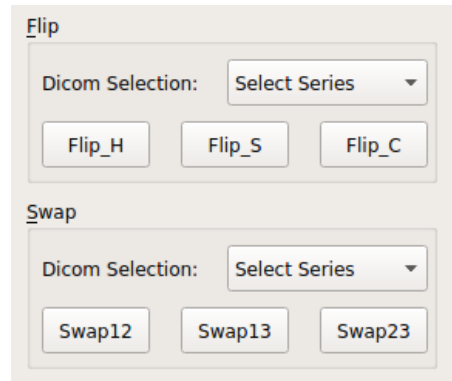 Flip
Dicom Selection: Select Series
Flip_H Flip_S Flip_C
Swap
Dicom Selection: Select Series
Swap12 Swap13 Swap23